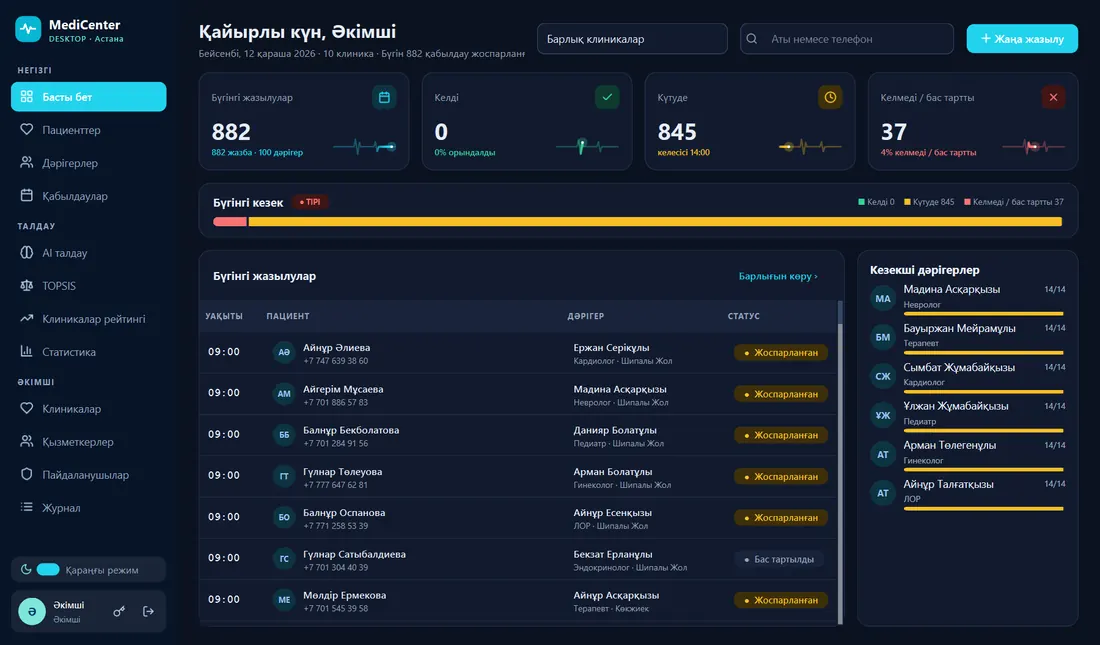 MediCenter
DESKTOP · Астана
НЕГІЗГІ
Басты бет
Пациенттер
Дәрігерлер
Қабылдаулар
ТАЛДАУ
AI талдау
TOPSIS
Клиникалар рейтингі
Статистика
ӘКІМШІ
Клиникалар
Қызметкерлер
Пайдаланушылар
Журнал
Қараңғы режим
Ə
Әкімші
Әкімші
Қайырлы күн, Әкімші
Бейсенбі, 12 қараша 2026 · 10 клиника · Бүгін 882 қабылдау жоспарлан
Барлық клиникалар
Аты немесе телефон
+ Жаңа жазылу
Бүгінгі жазылулар
882
882 жазба · 100 дәрігер
Келді
0
0% орындалды
Күтуде
845
келесісі 14:00
Келмеді / бас тартты
37
4% келмеді / бас тартты
Бүгінгі кезек
• ТІРІ
Келді 0
Күтуде 845
Келмеді / бас тартты 37
Бүгінгі жазылулар
Барлығын көру ›
УАҚЫТЫ ПАЦИЕНТ ДӘРІГЕР СТАТУС
09:00 АӘ Айнұр Әлиева Ержан Серікұлы • Жоспарланған
+7 747 639 38 60 Кардиолог · Шипалы Жол
09:00 АМ Айгерім Мұсаева Мадина Асқарқызы • Жоспарланған
+7 701 886 57 83 Невролог · Шипалы Жол
09:00 ББ Балнұр Бекболатова Данияр Болатұлы • Жоспарланған
+7 701 284 91 56 Педиатр · Шипалы Жол
09:00 ГТ Гүлнар Төлеуова Арман Болатұлы • Жоспарланған
+7 777 647 62 81 Гинеколог · Шипалы Жол
09:00 БО Балнұр Оспанова Айнұр Есенқызы • Жоспарланған
+7 771 258 53 39 ЛОР · Шипалы Жол
09:00 ГС Гүлнар Сатыбалдиева Бекзат Ерланұлы • Бас тартылды
+7 701 304 40 39 Эндокринолог · Шипалы Жол
09:00 МЕ Мөлдір Ермекова Айнұр Асқарқызы • Жоспарланған
+7 701 545 39 58 Терапевт · Көкжиек
Кезекші дәрігерлер
МА Мадина Асқарқызы 14/14
Невролог
БМ Бауыржан Мейрамұлы 14/14
Терапевт
СЖ Сымбат Жұмабайқызы 14/14
Кардиолог
ҰЖ Ұлжан Жұмабайқызы 14/14
Педиатр
АТ Арман Төлегенұлы 14/14
Гинеколог
АТ Айнұр Талғатқызы 14/14
ЛОР